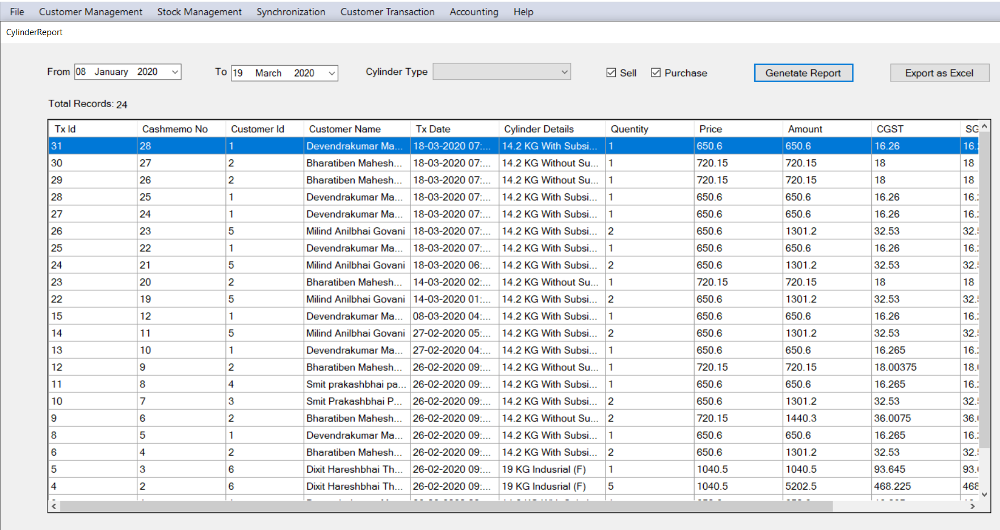 File Customer Management Stock Management Synchronization Customer Transaction Accounting Help
CylinderReport
From 08 January 2020 To 19 March 2020 Cylinder Type Sell Purchase Genetate Report Export as Excel
Total Records: 24
Tx Id Cashmemo No Customer Id Customer Name Tx Date Cylinder Details Quentity Price Amount CGST SG
31 28 1 Devendrakumar Ma... 18-03-2020 07:... 14.2 KG With Subsi... 1 650.6 650.6 16.26 16.
30 27 2 Bharatiben Mahesh... 18-03-2020 07:... 14.2 KG Without Su... 1 720.15 720.15 18 18
29 26 2 Bharatiben Mahesh... 18-03-2020 07:... 14.2 KG Without Su... 1 720.15 720.15 18 18
28 25 1 Devendrakumar Ma... 18-03-2020 07:... 14.2 KG With Subsi... 1 650.6 650.6 16.26 16.
27 24 1 Devendrakumar Ma... 18-03-2020 07:... 14.2 KG With Subsi... 1 650.6 650.6 16.26 16.
26 23 5 Milind Anilbhai Govani 18-03-2020 07:... 14.2 KG With Subsi... 2 650.6 1301.2 32.53 32.
25 22 1 Devendrakumar Ma... 18-03-2020 07:... 14.2 KG With Subsi... 1 650.6 650.6 16.26 16.
24 21 5 Milind Anilbhai Govani 18-03-2020 06:... 14.2 KG With Subsi... 2 650.6 1301.2 32.53 32.
23 20 2 Bharatiben Mahesh... 14-03-2020 02:... 14.2 KG Without Su... 1 720.15 720.15 18 18
22 19 5 Milind Anilbhai Govani 14-03-2020 01:... 14.2 KG With Subsi... 2 650.6 1301.2 32.53 32.
15 12 1 Devendrakumar Ma... 08-03-2020 04:... 14.2 KG With Subsi... 1 650.6 650.6 16.26 16.
14 11 5 Milind Anilbhai Govani 27-02-2020 05:... 14.2 KG With Subsi... 2 650.6 1301.2 32.53 32.
13 10 1 Devendrakumar Ma... 27-02-2020 04:... 14.2 KG With Subsi... 1 650.6 650.6 16.265 16.
12 9 2 Bharatiben Mahesh... 26-02-2020 09:... 14.2 KG Without Su... 1 720.15 720.15 18.00375 18.
11 8 4 Smit prakashbhai pa... 26-02-2020 09:... 14.2 KG With Subsi... 1 650.6 650.6 16.265 16.
10 7 3 Smit Prakashbhai P... 26-02-2020 09:... 14.2 KG With Subsi... 2 650.6 1301.2 32.53 32.
9 6 2 Bharatiben Mahesh... 26-02-2020 09:... 14.2 KG Without Su... 2 720.15 1440.3 36.0075 36.
8 5 1 Devendrakumar Ma... 26-02-2020 09:... 14.2 KG With Subsi... 1 650.6 650.6 16.265 16.
6 4 2 Bharatiben Mahesh... 26-02-2020 09:... 14.2 KG With Subsi... 2 650.6 1301.2 32.53 32.
5 3 6 Dixit Hareshbhai Th... 26-02-2020 09:... 19 KG Indusrial (F) 1 1040.5 1040.5 93.645 93.
4 2 6 Dixit Hareshbhai Th... 26-02-2020 09:... 19 KG Indusrial (F) 5 1040.5 5202.5 468.225 468